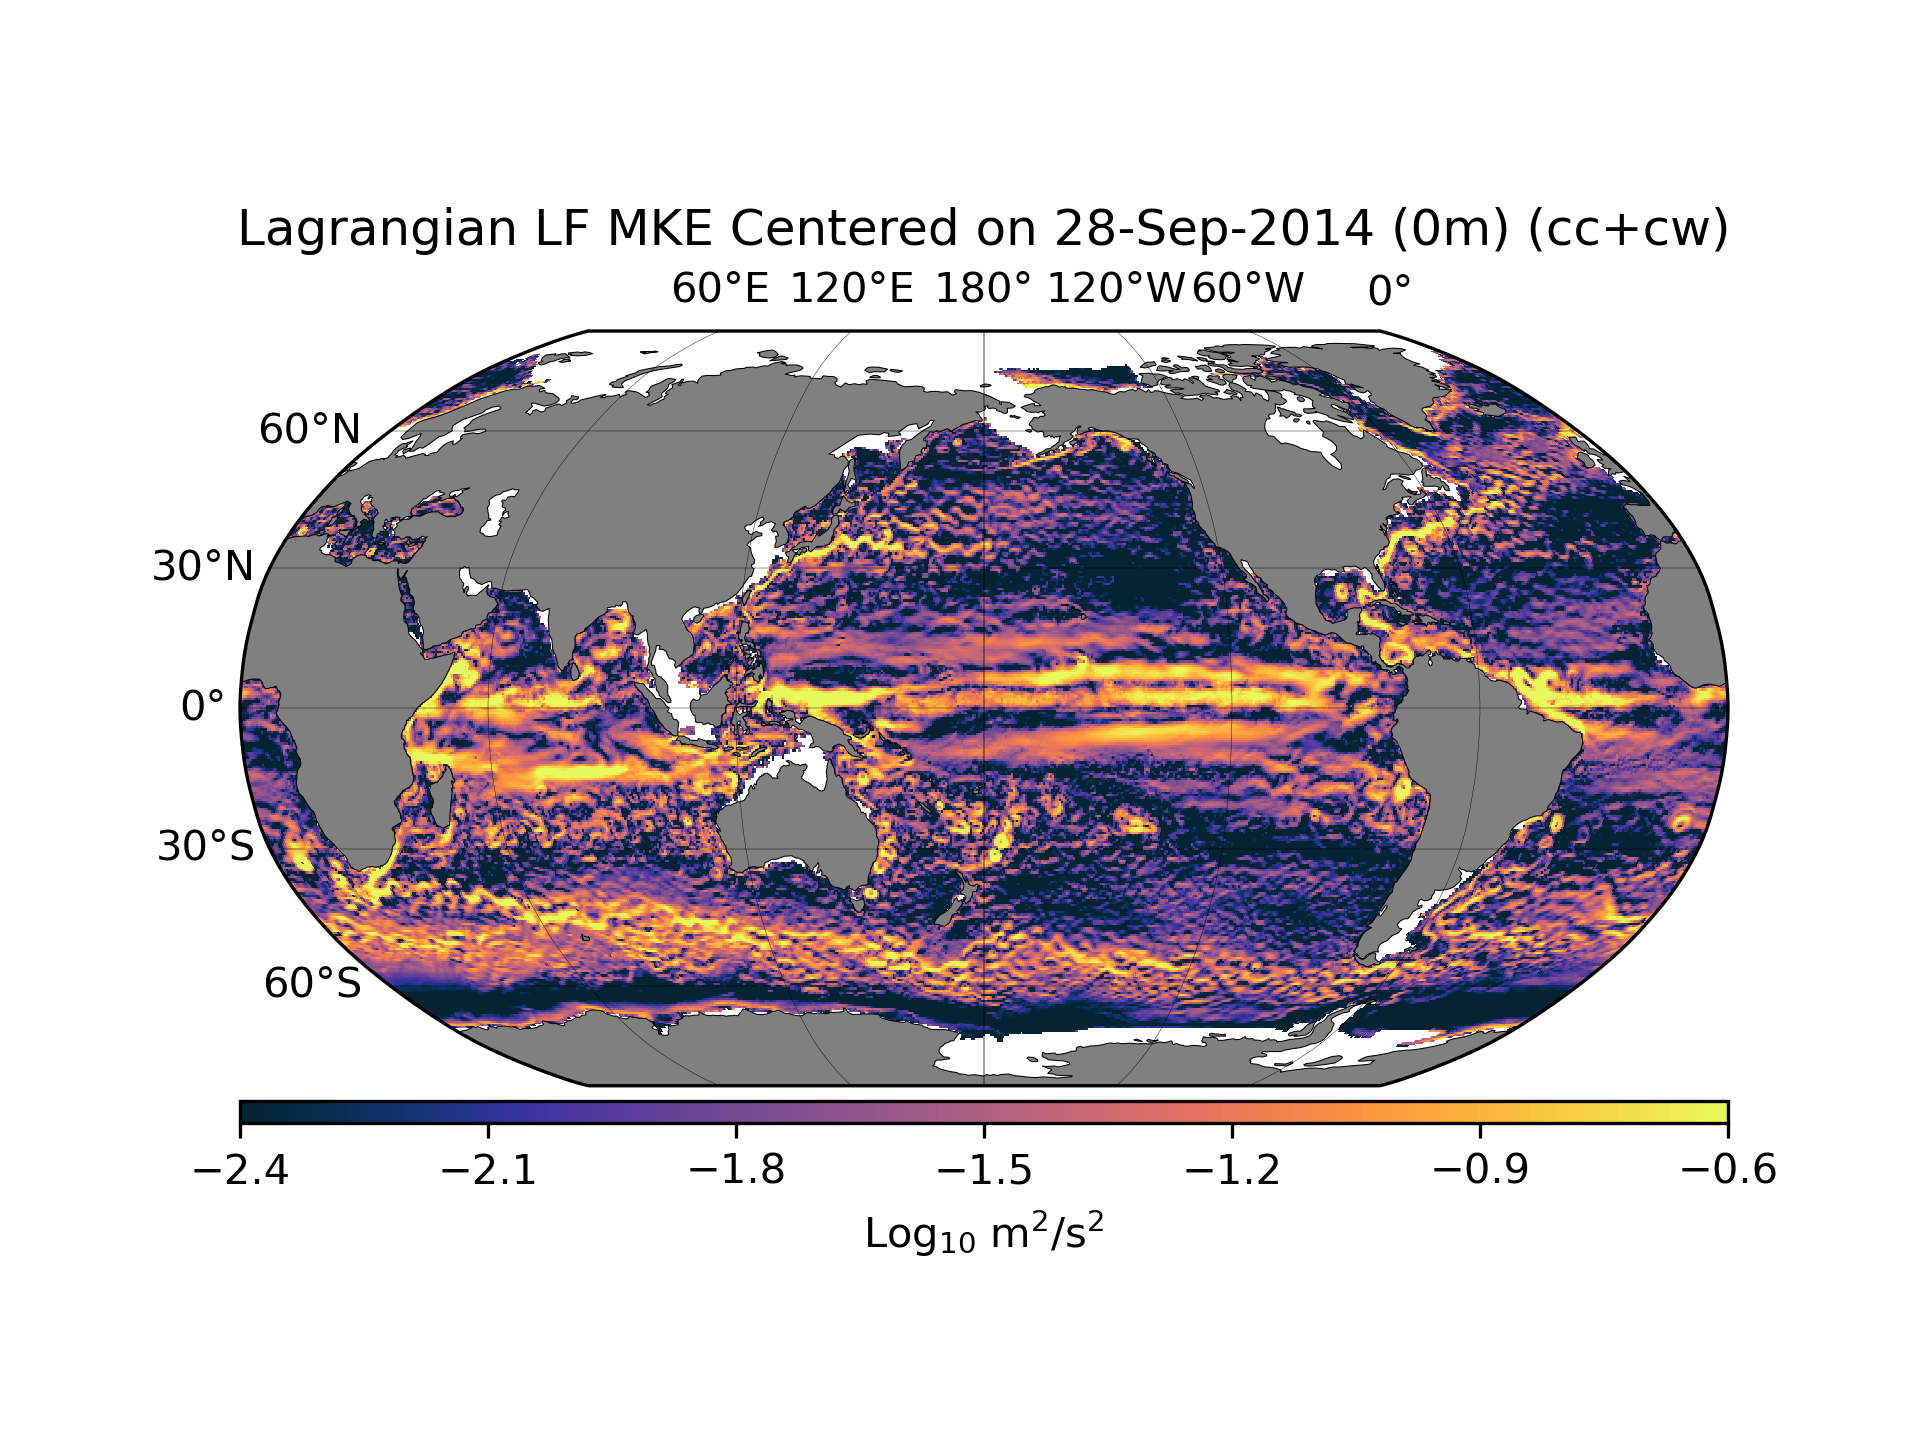 Lagrangian LF MKE Centered on 28-Sep-2014 (0m) (cc+cw)
60°E 120°E 180° 120°W 60°W 0°
60°N
30°N
0°
30°S
60°S
−2.4 −2.1 −1.8 −1.5 −1.2 −0.9 −0.6
Log₁₀ m²/s²